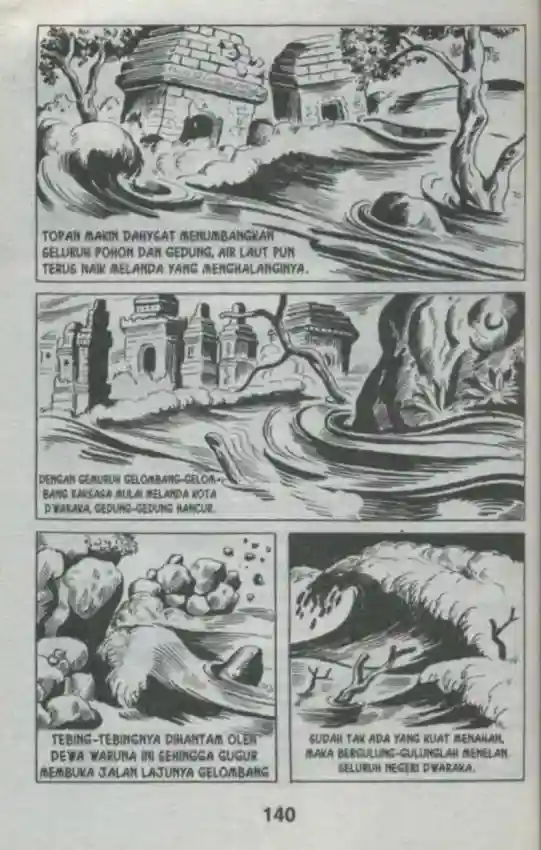 TOPAN MAKIN DAHYSAT MENUMBANGKAN
SELURUH POHON DAN GEDUNG, AIR LAUT PUN
TERUS NAIK MELANDA YANG MENGHALANGINYA.
DENGAN GEMURUH GELOMBANG-GELOM-
BANG RAKSASA MULAI MELANDA KOTA
DWARAKA, GEDUNG-GEDUNG HANCUR.
TEBING-TEBINGNYA DIHANTAM OLEH
DEWA WARUNA INI SEHINGGA GUGUR
MEMBUKA JALAN LAJUNYA GELOMBANG
SUDAH TAK ADA YANG KUAT MENAHAN,
MAKA BERGULUNG-GULUNGLAH MENELAN
SELURUH NEGERI DWARAKA.
140